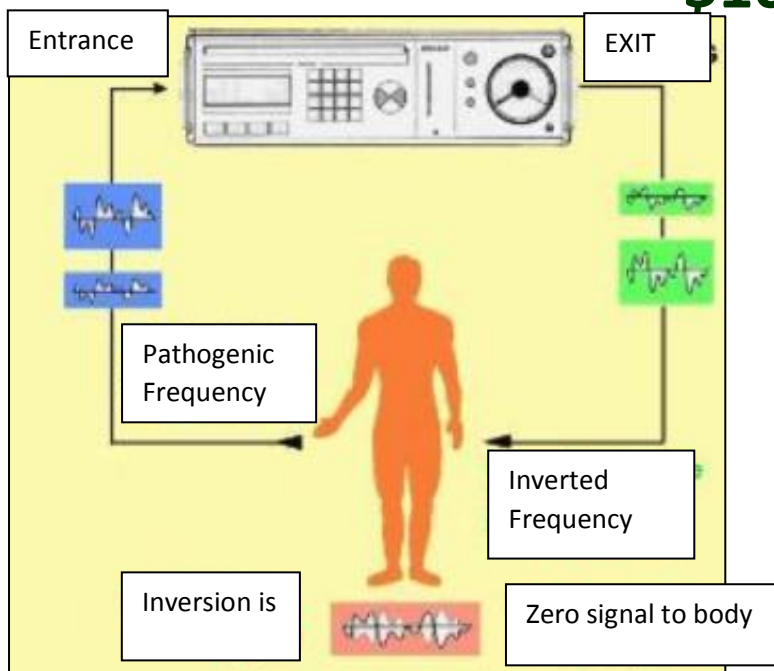 Entrance
EXIT
Pathogenic
Frequency
Inverted
Frequency
Inversion is
Zero signal to body